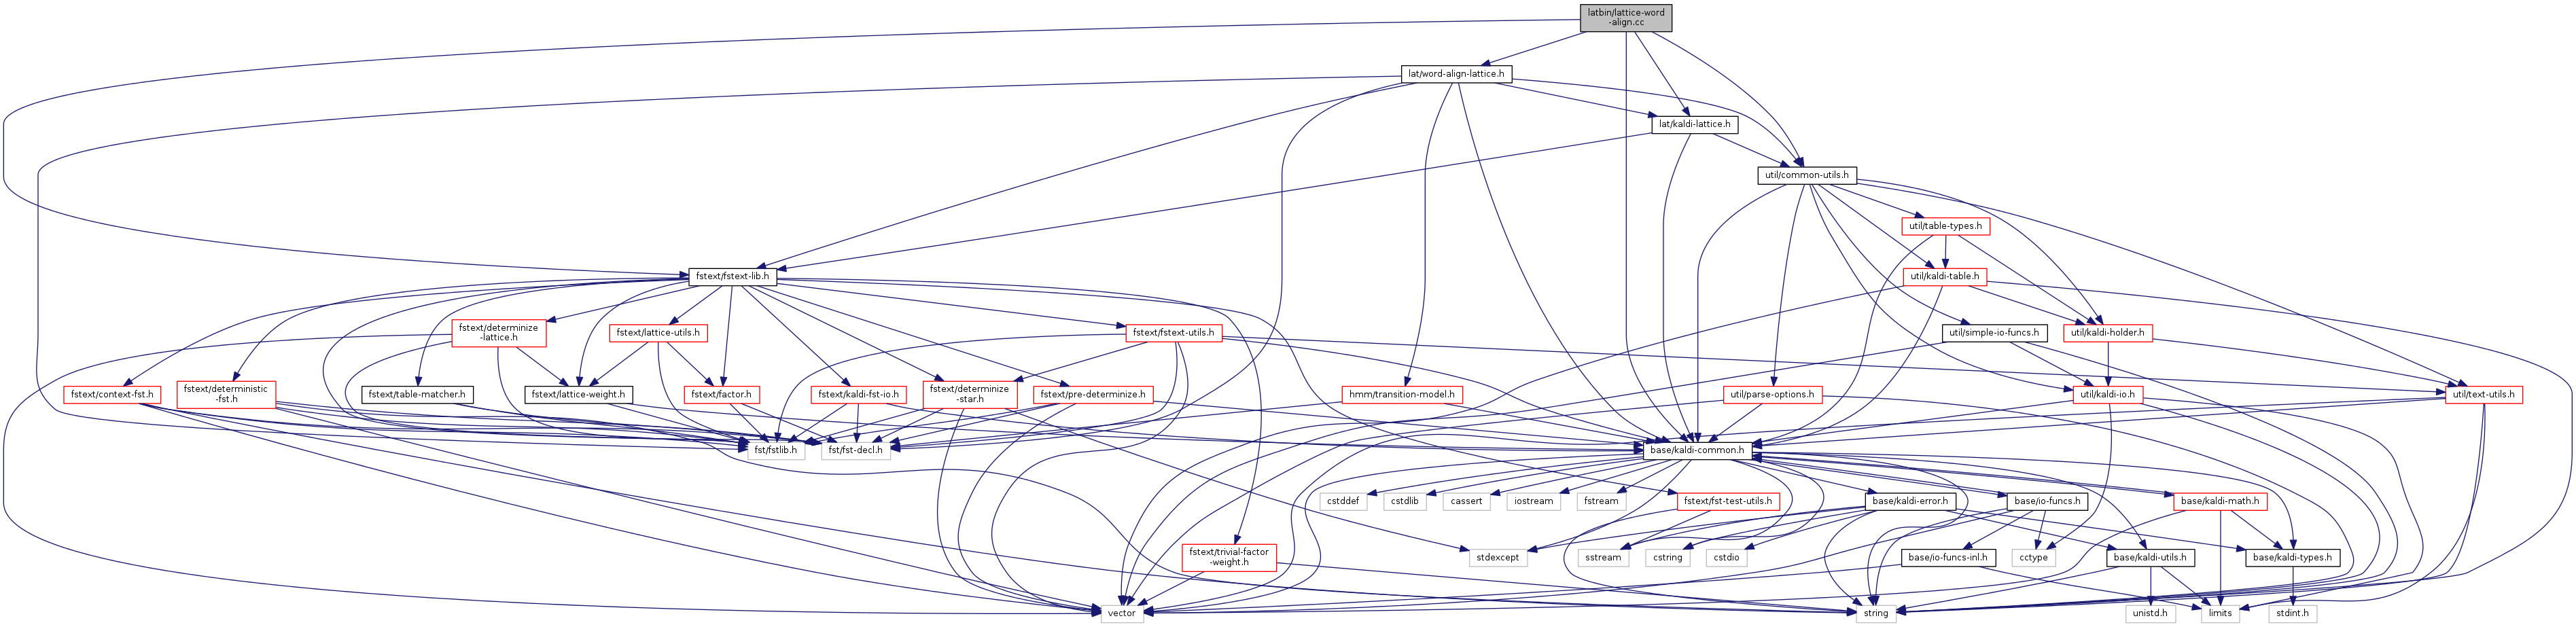 latbin/lattice-word
-align.cc
lat/word-align-lattice.h
lat/kaldi-lattice.h
util/common-utils.h
util/table-types.h
fstext/fstext-lib.h
util/kaldi-table.h
fstext/determinize
-lattice.h
fstext/lattice-utils.h
fstext/fstext-utils.h
util/simple-io-funcs.h
util/kaldi-holder.h
fstext/context-fst.h
fstext/deterministic
-fst.h
fstext/table-matcher.h
fstext/lattice-weight.h
fstext/factor.h
fstext/kaldi-fst-io.h
fstext/determinize
-star.h
fstext/pre-determinize.h
hmm/transition-model.h
util/parse-options.h
util/kaldi-io.h
util/text-utils.h
fst/fstlib.h
fst/fst-decl.h
base/kaldi-common.h
cstddef
cstdlib
cassert
iostream
fstream
fstext/fst-test-utils.h
base/kaldi-error.h
base/io-funcs.h
base/kaldi-math.h
fstext/trivial-factor
-weight.h
stdexcept
sstream
cstring
cstdio
base/io-funcs-inl.h
cctype
base/kaldi-utils.h
base/kaldi-types.h
vector
string
unistd.h
limits
stdint.h